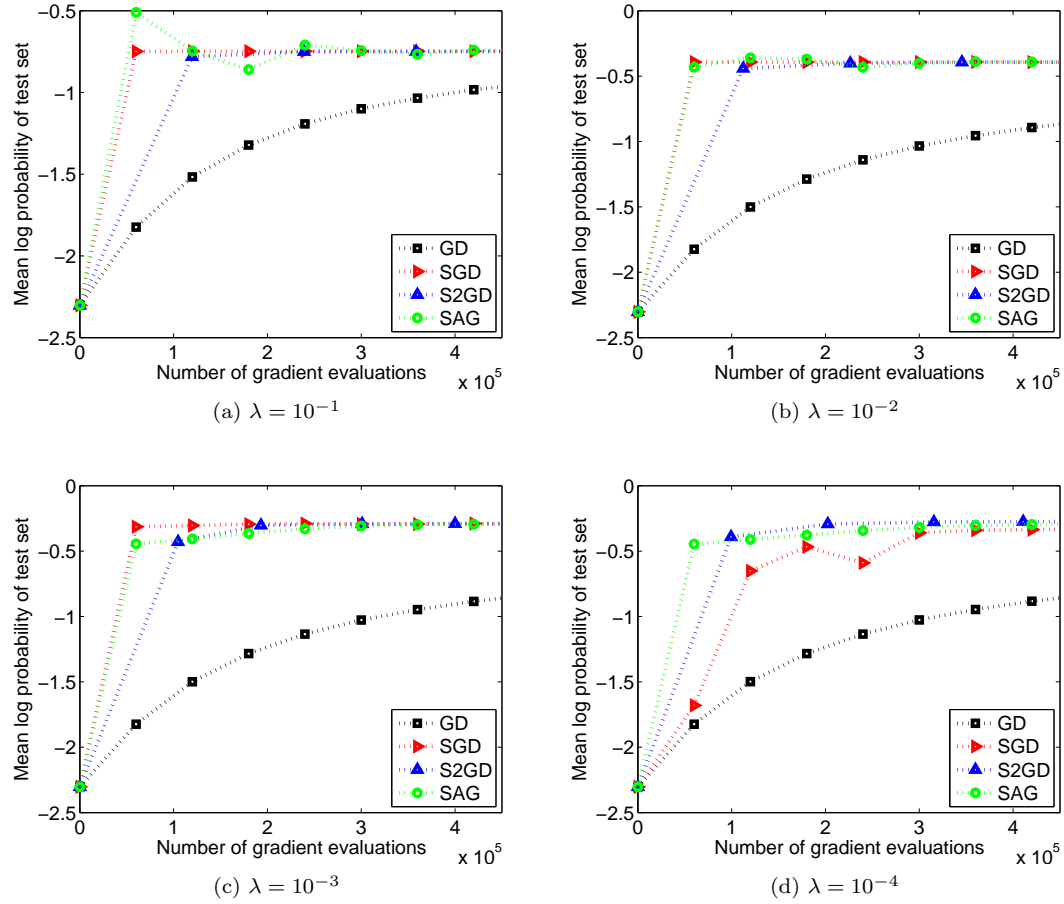 −0.5
−1
−1.5
−2
−2.5
Mean log probability of test set
0 1 2 3 4
Number of gradient evaluations
x 10^5
GD
SGD
S2GD
SAG
(a) λ = 10^−1
0
−0.5
−1
−1.5
−2
−2.5
Mean log probability of test set
0 1 2 3 4
Number of gradient evaluations
x 10^5
GD
SGD
S2GD
SAG
(b) λ = 10^−2
0
−0.5
−1
−1.5
−2
−2.5
Mean log probability of test set
0 1 2 3 4
Number of gradient evaluations
x 10^5
GD
SGD
S2GD
SAG
(c) λ = 10^−3
0
−0.5
−1
−1.5
−2
−2.5
Mean log probability of test set
0 1 2 3 4
Number of gradient evaluations
x 10^5
GD
SGD
S2GD
SAG
(d) λ = 10^−4